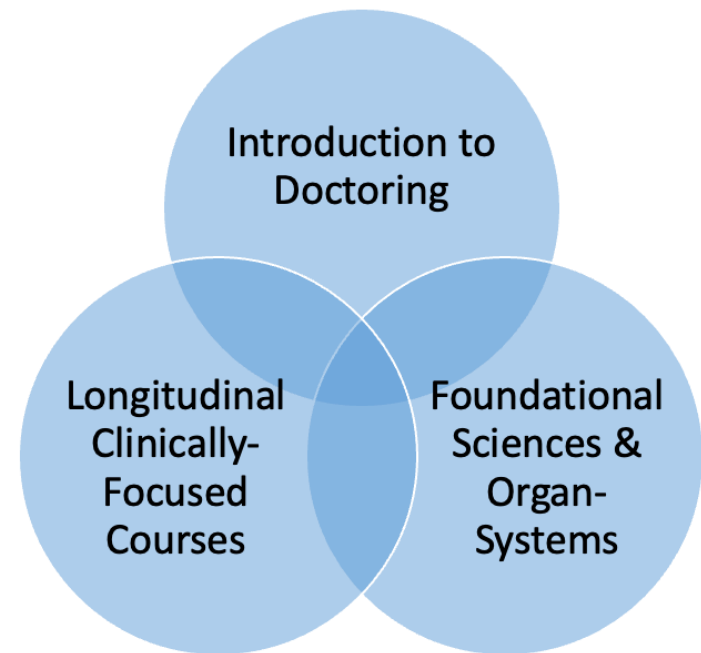 Introduction to
Doctoring
Longitudinal
Clinically-
Focused
Courses
Foundational
Sciences &
Organ-
Systems